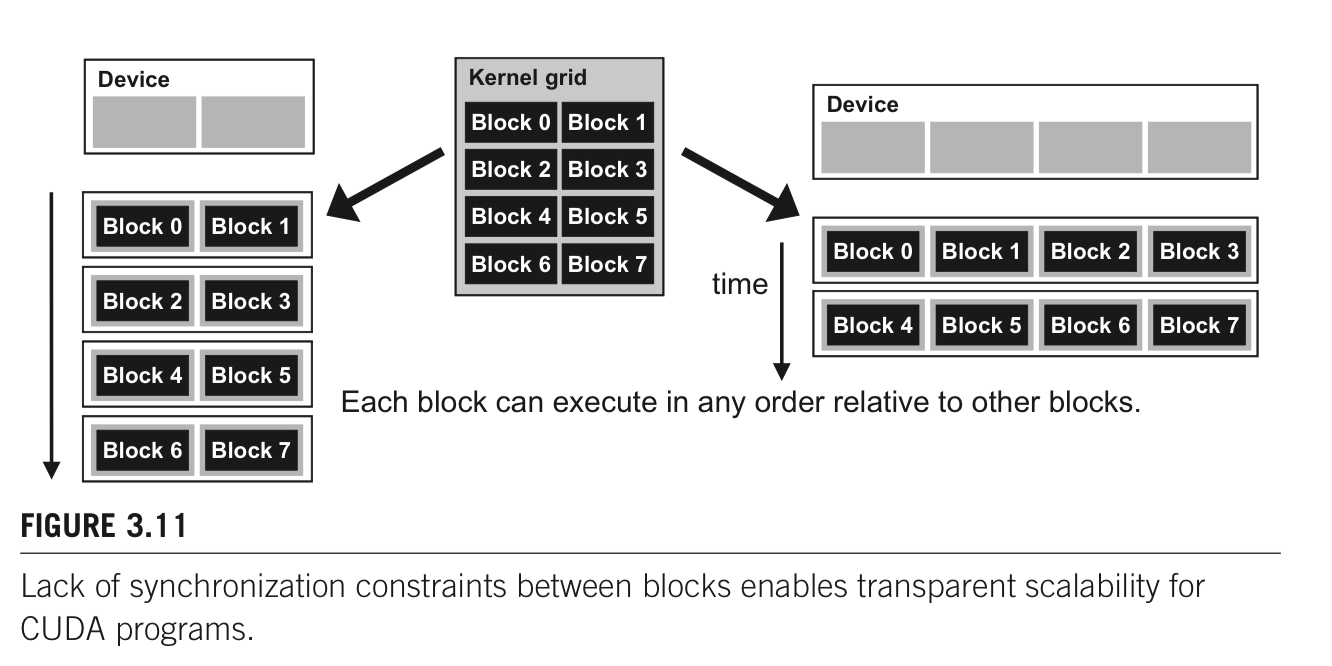 Device
Block 0 Block 1
Block 2 Block 3
Block 4 Block 5
Block 6 Block 7
Kernel grid
Block 0 Block 1
Block 2 Block 3
Block 4 Block 5
Block 6 Block 7
Device
time
Block 0 Block 1 Block 2 Block 3
Block 4 Block 5 Block 6 Block 7
Each block can execute in any order relative to other blocks.
FIGURE 3.11
Lack of synchronization constraints between blocks enables transparent scalability for
CUDA programs.